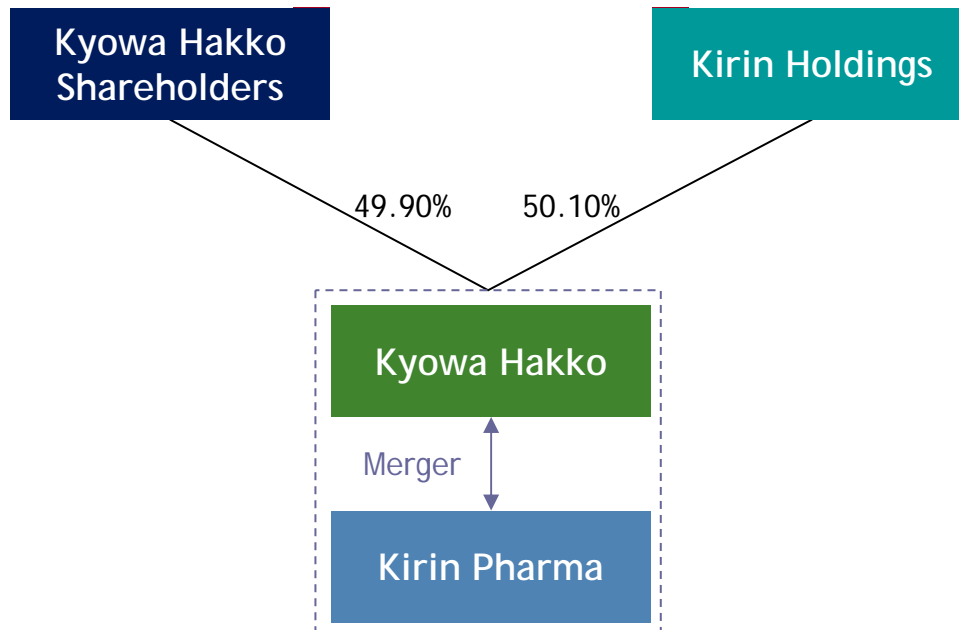 Kyowa Hakko
Shareholders
Kirin Holdings
49.90%
50.10%
Kyowa Hakko
Merger
Kirin Pharma